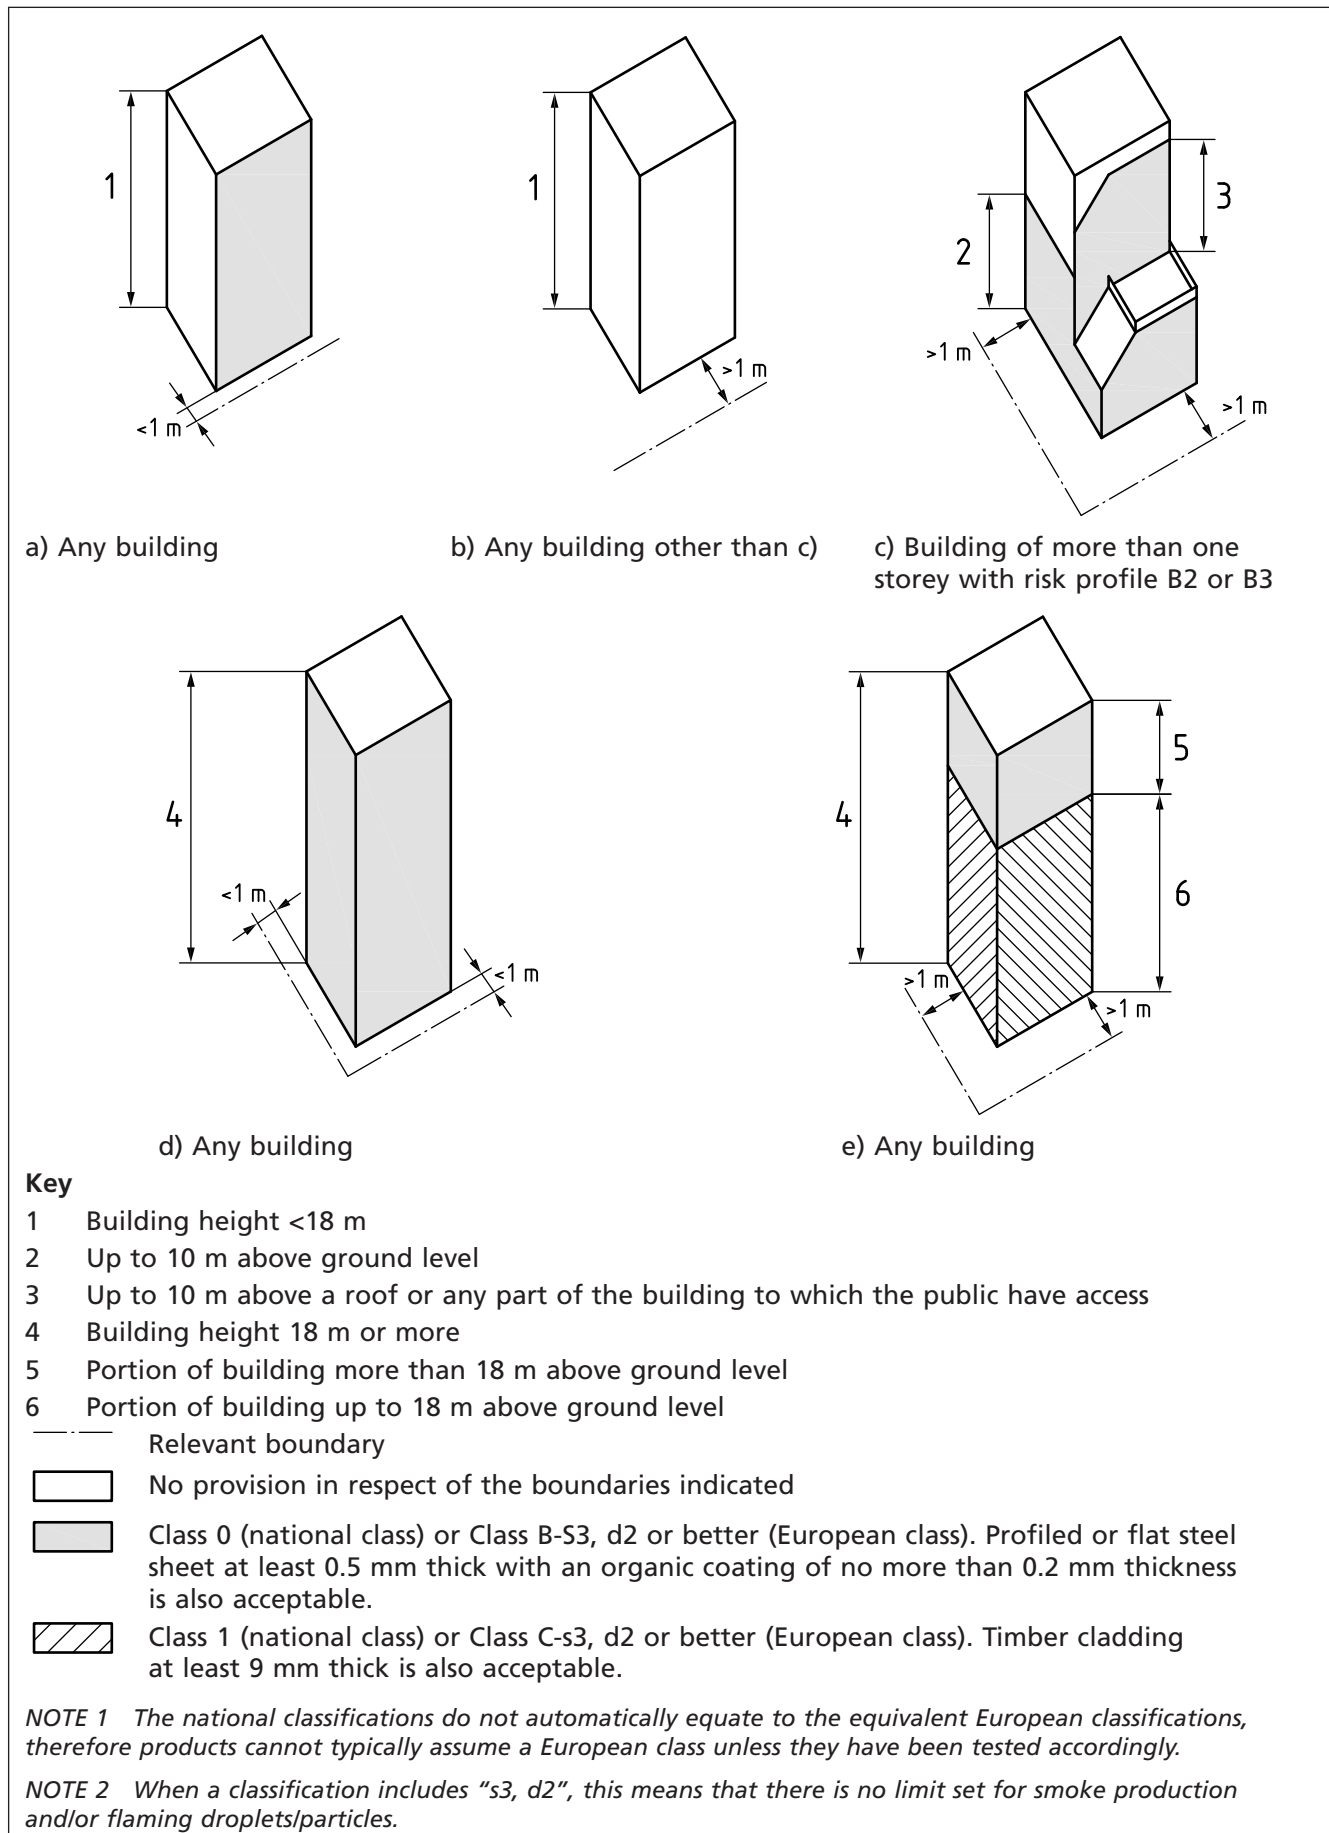 1
<1 m
a) Any building
1
>1 m
b) Any building other than c)
3
2
>1 m
>1 m
c) Building of more than one
storey with risk profile B2 or B3
4
<1 m
<1 m
d) Any building
4
5
6
>1 m
>1 m
e) Any building
Key
1 Building height <18 m
2 Up to 10 m above ground level
3 Up to 10 m above a roof or any part of the building to which the public have access
4 Building height 18 m or more
5 Portion of building more than 18 m above ground level
6 Portion of building up to 18 m above ground level
Relevant boundary
No provision in respect of the boundaries indicated
Class 0 (national class) or Class B-S3, d2 or better (European class). Profiled or flat steel
sheet at least 0.5 mm thick with an organic coating of no more than 0.2 mm thickness
is also acceptable.
Class 1 (national class) or Class C-s3, d2 or better (European class). Timber cladding
at least 9 mm thick is also acceptable.
NOTE 1 The national classifications do not automatically equate to the equivalent European classifications,
therefore products cannot typically assume a European class unless they have been tested accordingly.
NOTE 2 When a classification includes “s3, d2”, this means that there is no limit set for smoke production
and/or flaming droplets/particles.